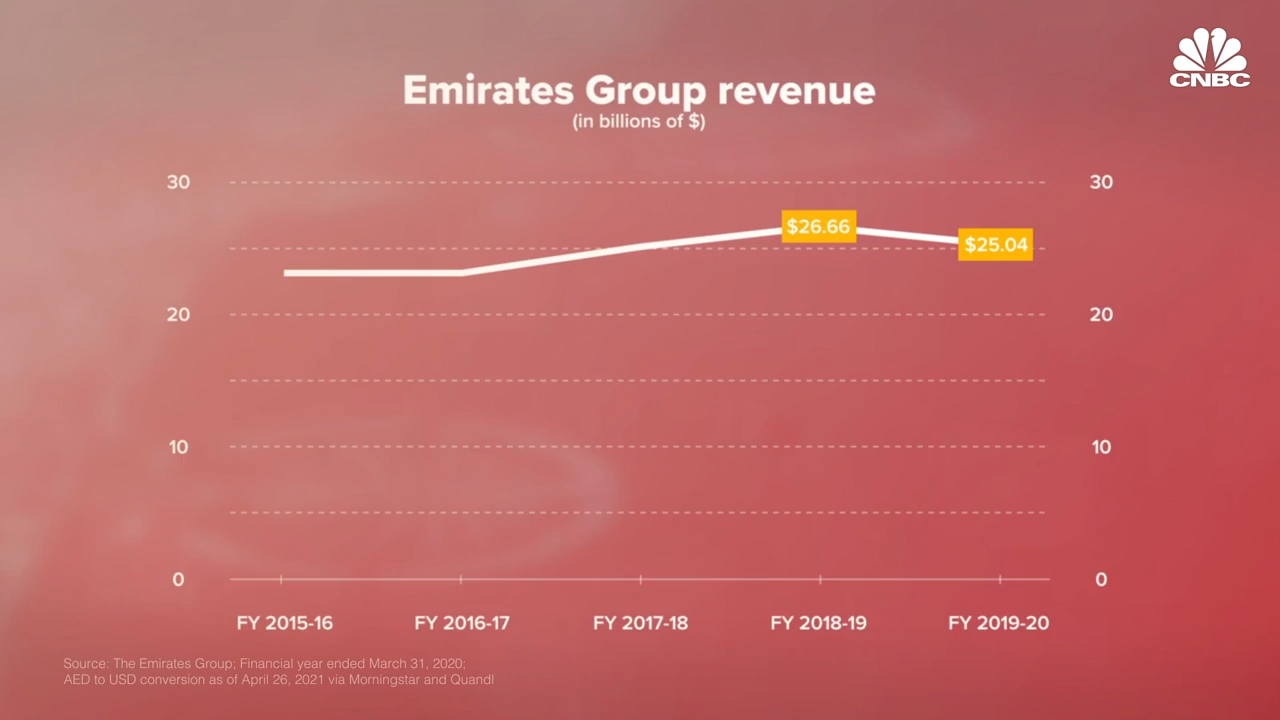 CNBC
Emirates Group revenue
(in billions of $)
30 30
$26.66
$25.04
20 20
10 10
0 0
FY 2015-16 FY 2016-17 FY 2017-18 FY 2018-19 FY 2019-20
Source: The Emirates Group; Financial year ended March 31, 2020;
AED to USD conversion as of April 26, 2021 via Morningstar and Quandl